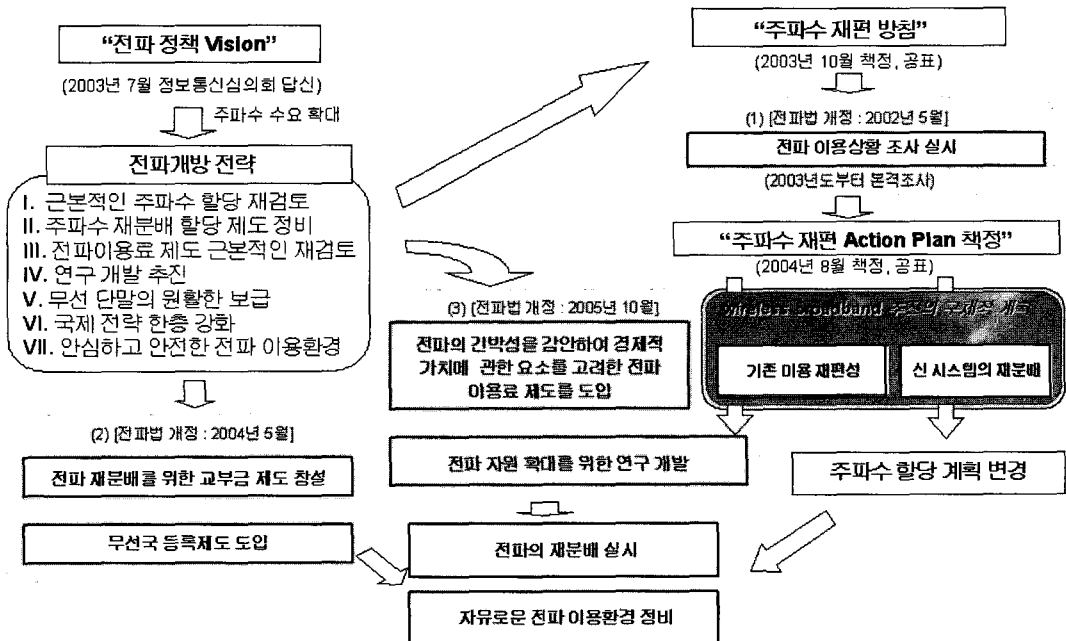 “전파 정책 Vision”
(2003년 7월 정보통신심의회 답신)
주파수 수요 확대
전파개방 전략
I. 근본적인 주파수 할당 재검토
II. 주파수 재분배 할당 제도 정비
III. 전파이용료 제도 근본적인 재검토
IV. 연구 개발 추진
V. 무선 단말의 원활한 보급
VI. 국제 전략 한층 강화
VII. 안심하고 안전한 전파 이용환경
(2) [전파법 개정 : 2004년 5월]
전파 재분배를 위한 교부금 제도 창설
무선국 등록제도 도입
“주파수 재편 방침”
(2003년 10월 책정, 공표)
(1) [전파법 개정 : 2002년 5월]
전파 이용상황 조사 실시
(2003년도부터 본격조사)
“주파수 재편 Action Plan 책정”
(2004년 8월 책정, 공표)
wireless broadband 추진의 구체적 계획
기존 이용 재편성
신 시스템의 재분배
(3) [전파법 개정 : 2005년 10월]
전파의 긴박성을 감안하여 경제적
가치에 관한 요소를 고려한 전파
이용료 제도를 도입
전파 자원 확대를 위한 연구 개발
주파수 할당 계획 변경
전파의 재분배 실시
자유로운 전파 이용환경 정비